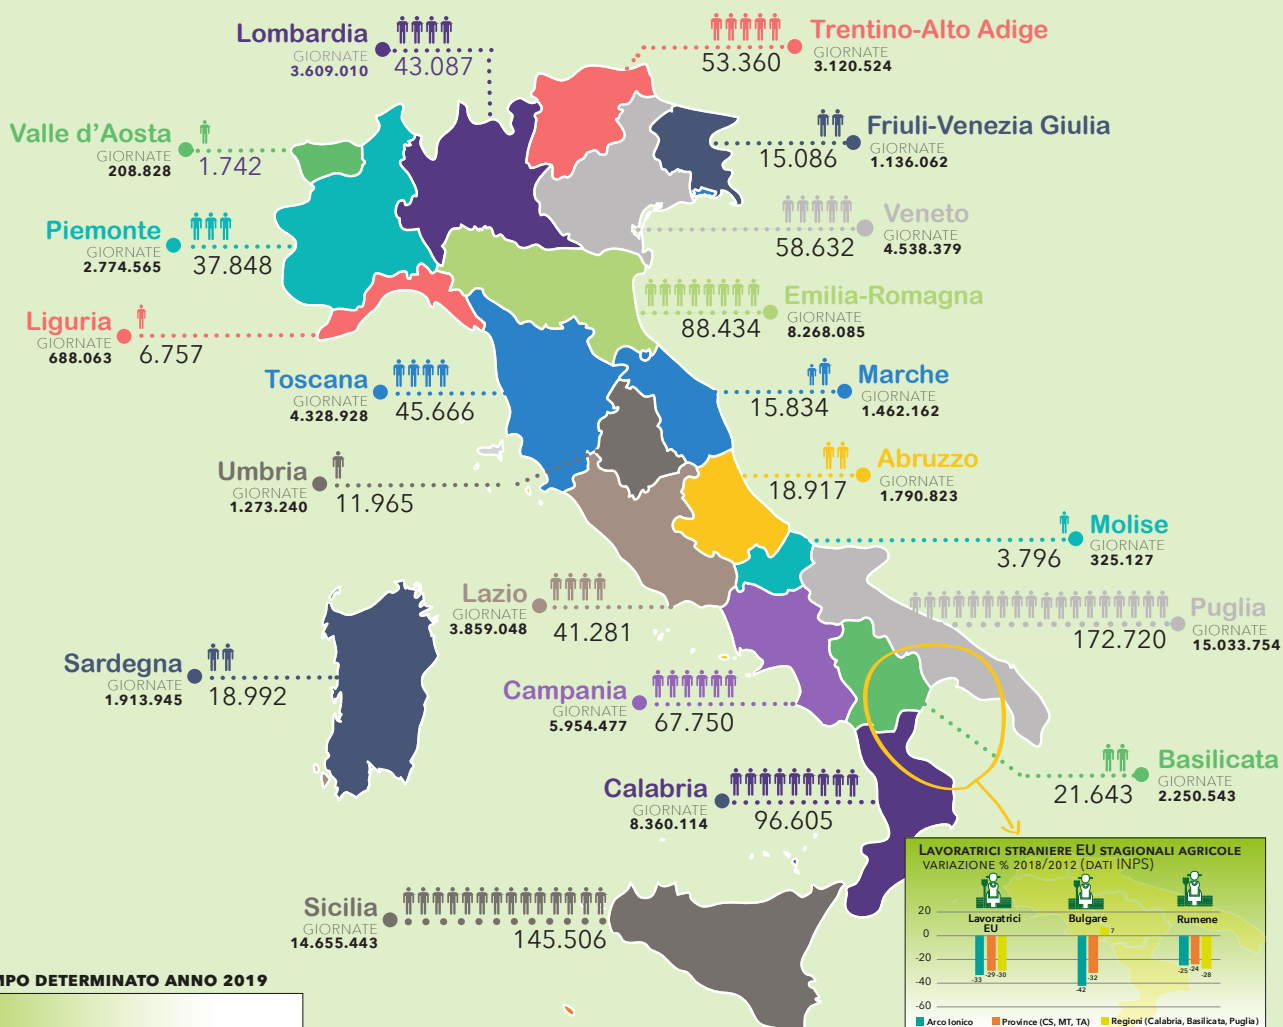 Lombardia
GIORNATE
3.609.010
43.087
Trentino-Alto Adige
GIORNATE
3.120.524
53.360
Valle d'Aosta
GIORNATE
208.828
1.742
Friuli-Venezia Giulia
GIORNATE
1.136.062
15.086
Piemonte
GIORNATE
2.774.565
37.848
Veneto
GIORNATE
4.538.379
58.632
Liguria
GIORNATE
688.063
6.757
Emilia-Romagna
GIORNATE
8.268.085
88.434
Toscana
GIORNATE
4.328.928
45.666
Marche
GIORNATE
1.462.162
15.834
Umbria
GIORNATE
1.273.240
11.965
Abruzzo
GIORNATE
1.790.823
18.917
Molise
GIORNATE
325.127
3.796
Lazio
GIORNATE
3.859.048
41.281
Puglia
GIORNATE
15.033.754
172.720
Sardegna
GIORNATE
1.913.945
18.992
Campania
GIORNATE
5.954.477
67.750
Basilicata
GIORNATE
2.250.543
21.643
Calabria
GIORNATE
8.360.114
96.605
Sicilia
GIORNATE
14.655.443
145.506
MPO DETERMINATO ANNO 2019
LAVORATRICI STRANIERE EU STAGIONALI AGRICOLE
VARIAZIONE % 2018/2012 (DATI INPS)
20
0
-20
-40
-60
Lavoratrici
EU
Bulgare
Rumene
-33
-29
-30
-42
-32
7
-25
-24
-28
Arco Ionico
Province (CS, MT, TA)
Regioni (Calabria, Basilicata, Puglia)